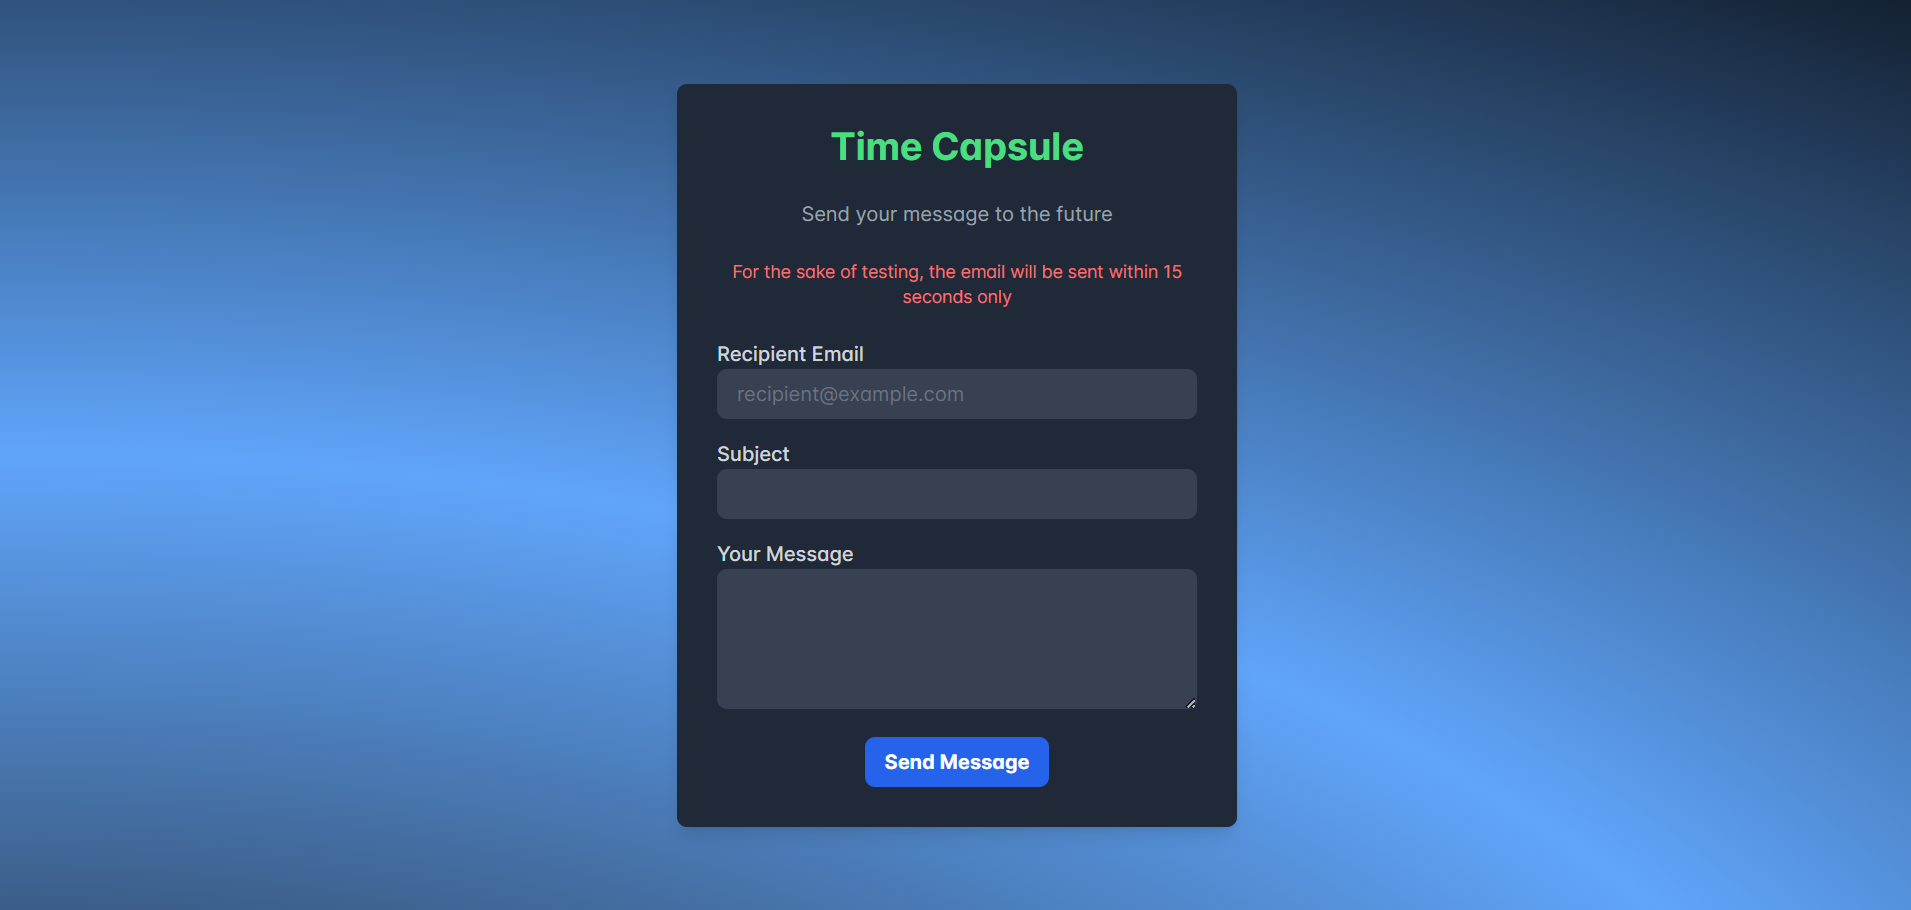 Time Capsule
Send your message to the future
For the sake of testing, the email will be sent within 15
seconds only
Recipient Email
recipient@example.com
Subject
Your Message
Send Message